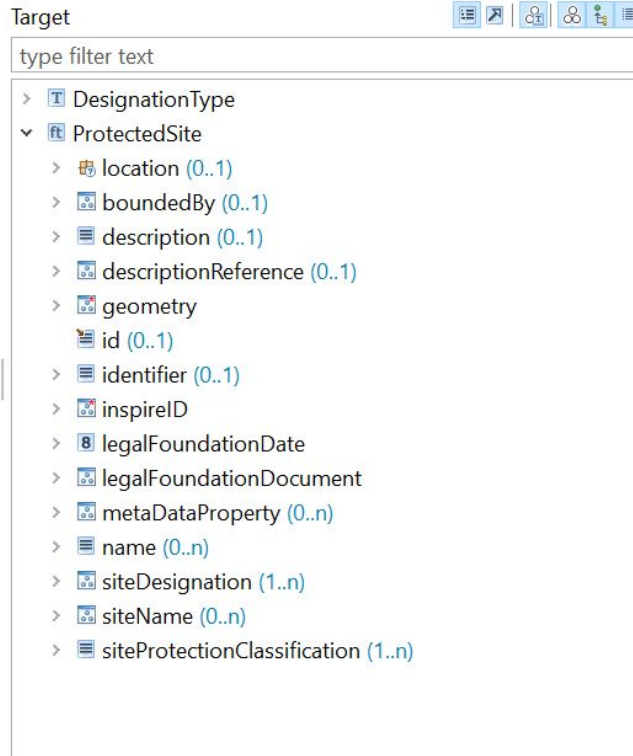 Target
type filter text
T DesignationType
ft ProtectedSite
location (0..1)
boundedBy (0..1)
description (0..1)
descriptionReference (0..1)
geometry
id (0..1)
identifier (0..1)
inspireID
8 legalFoundationDate
legalFoundationDocument
metaDataProperty (0..n)
name (0..n)
siteDesignation (1..n)
siteName (0..n)
siteProtectionClassification (1..n)